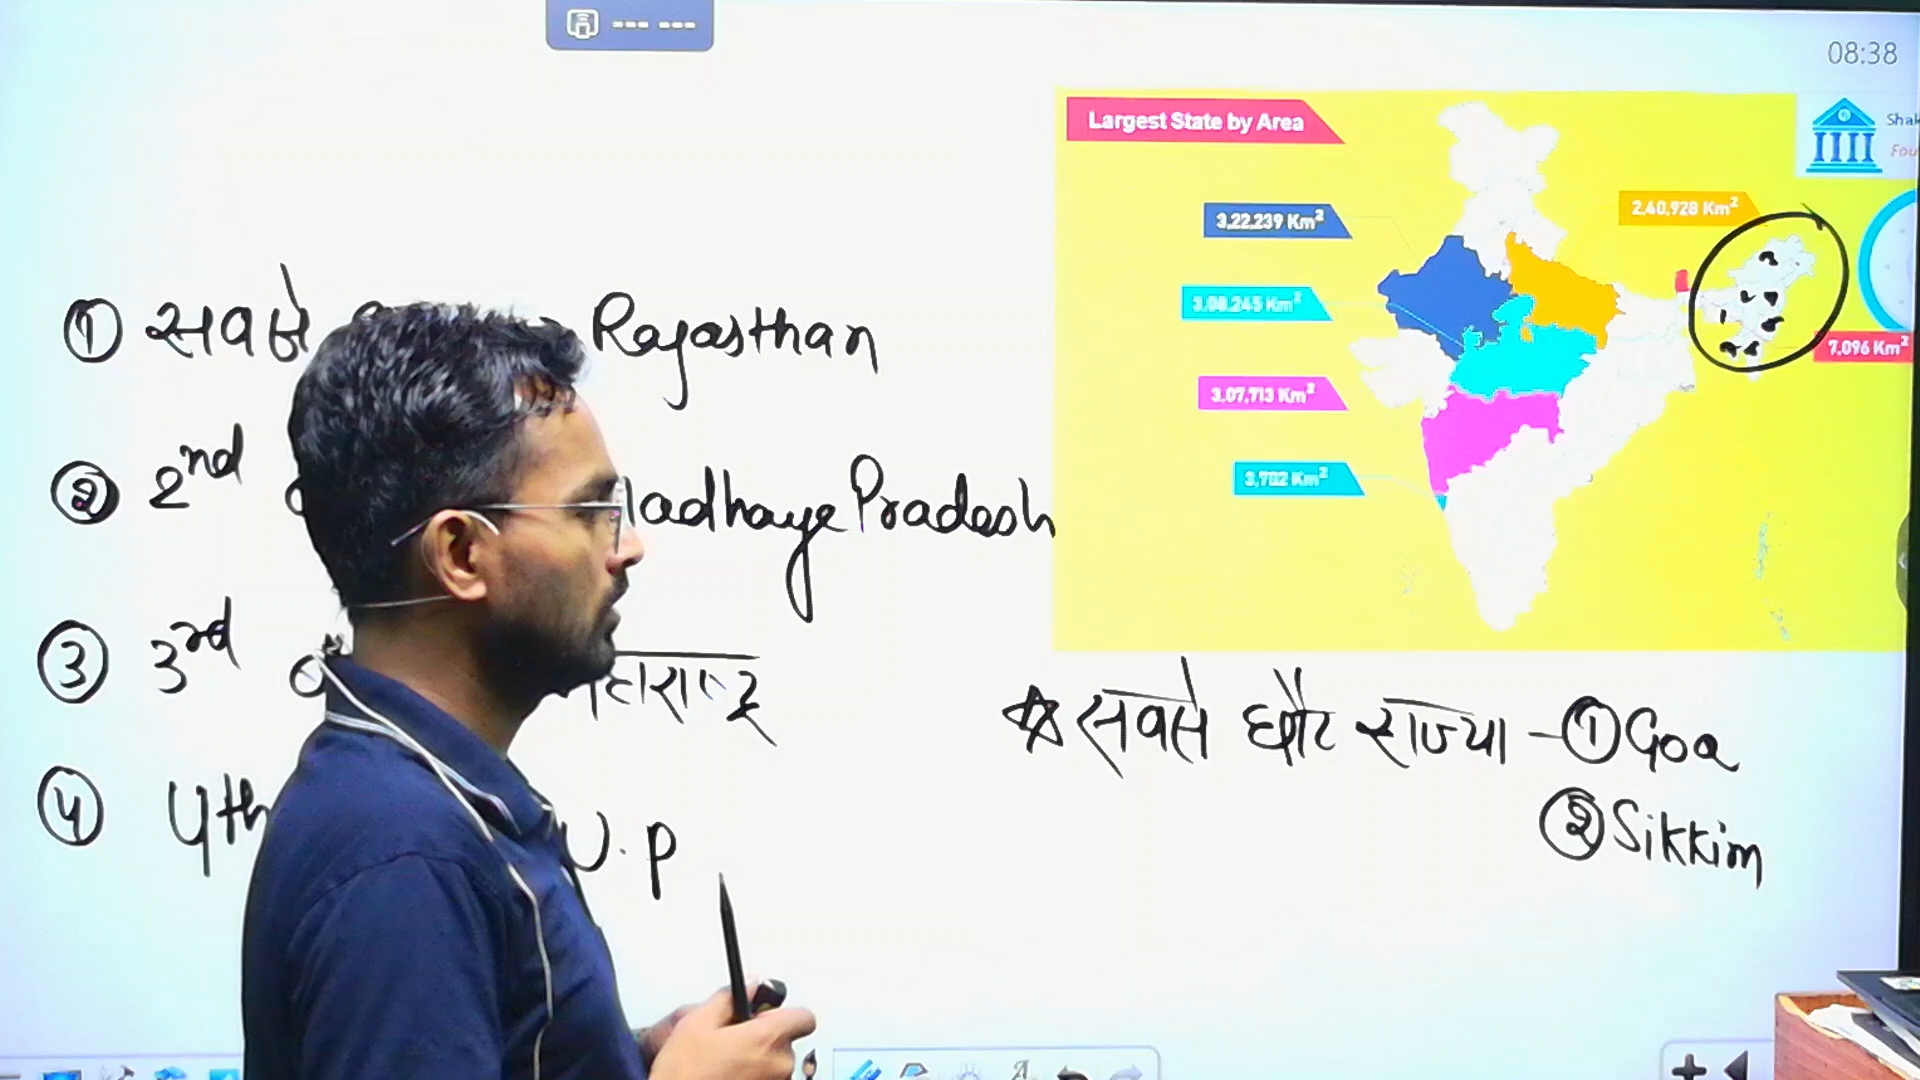 08:38
Largest State by Area
Shak
Fou
3,22,239 Km²
2,40,928 Km²
3,08,245 Km²
7,096 Km²
3,07,713 Km²
3,702 Km²
① सबसे Rajasthan
② 2nd adhaye Pradesh
③ 3rd
④ 4th U.P
☆ सबसे छोटे राज्य - ① Goa
② Sikkim